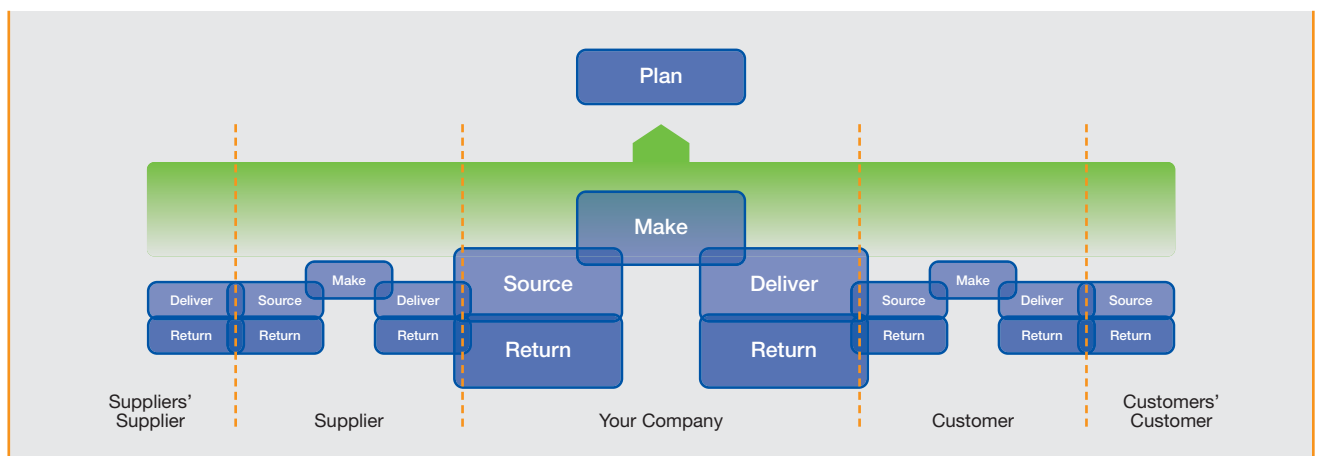 Plan
Make
Source
Deliver
Return
Return
Make
Deliver
Source
Deliver
Return
Return
Return
Make
Source
Deliver
Source
Return
Return
Return
Suppliers’
Supplier
Supplier
Your Company
Customer
Customers’
Customer